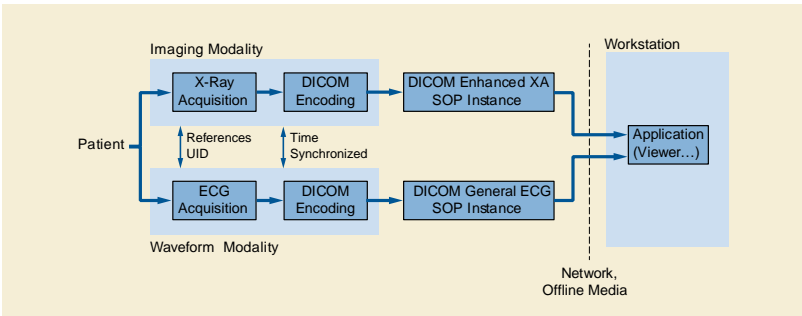 Imaging Modality
Workstation
X-Ray
Acquisition
DICOM
Encoding
DICOM Enhanced XA
SOP Instance
Patient
References
UID
Time
Synchronized
Application
(Viewer...)
ECG
Acquisition
DICOM
Encoding
DICOM General ECG
SOP Instance
Waveform Modality
Network,
Offline Media